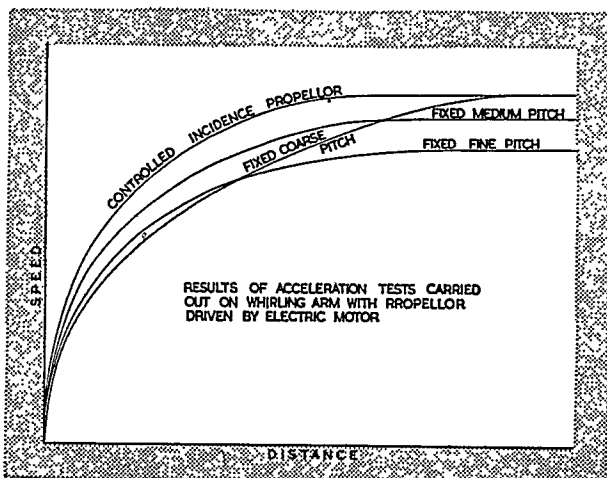 CONTROLLED INCIDENCE PROPELLOR
FIXED MEDIUM PITCH
FIXED COARSE
PITCH
FIXED FINE PITCH
SPEED
RESULTS OF ACCELERATION TESTS CARRIED
OUT ON WHIRLING ARM WITH RROPELLOR
DRIVEN BY ELECTRIC MOTOR
DISTANCE